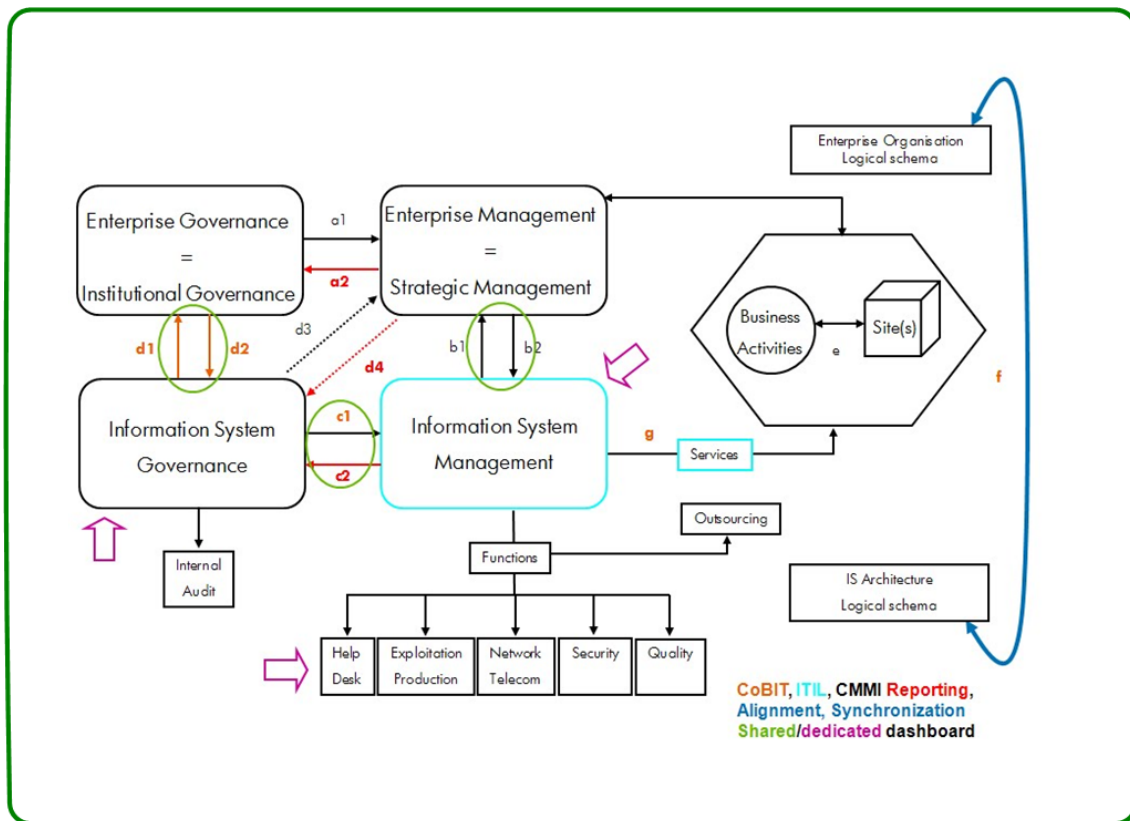 Enterprise Organisation
Logical schema
Enterprise Governance
=
Institutional Governance
a1
a2
Enterprise Management
=
Strategic Management
Business
Activities
e
Site(s)
f
d1
d2
d3
d4
b1
b2
Information System
Governance
c1
c2
Information System
Management
g
Services
Internal
Audit
Functions
Outsourcing
Help
Desk
Exploitation
Production
Network
Telecom
Security
Quality
IS Architecture
Logical schema
CoBIT, ITIL, CMMI Reporting,
Alignment, Synchronization
Shared/dedicated dashboard